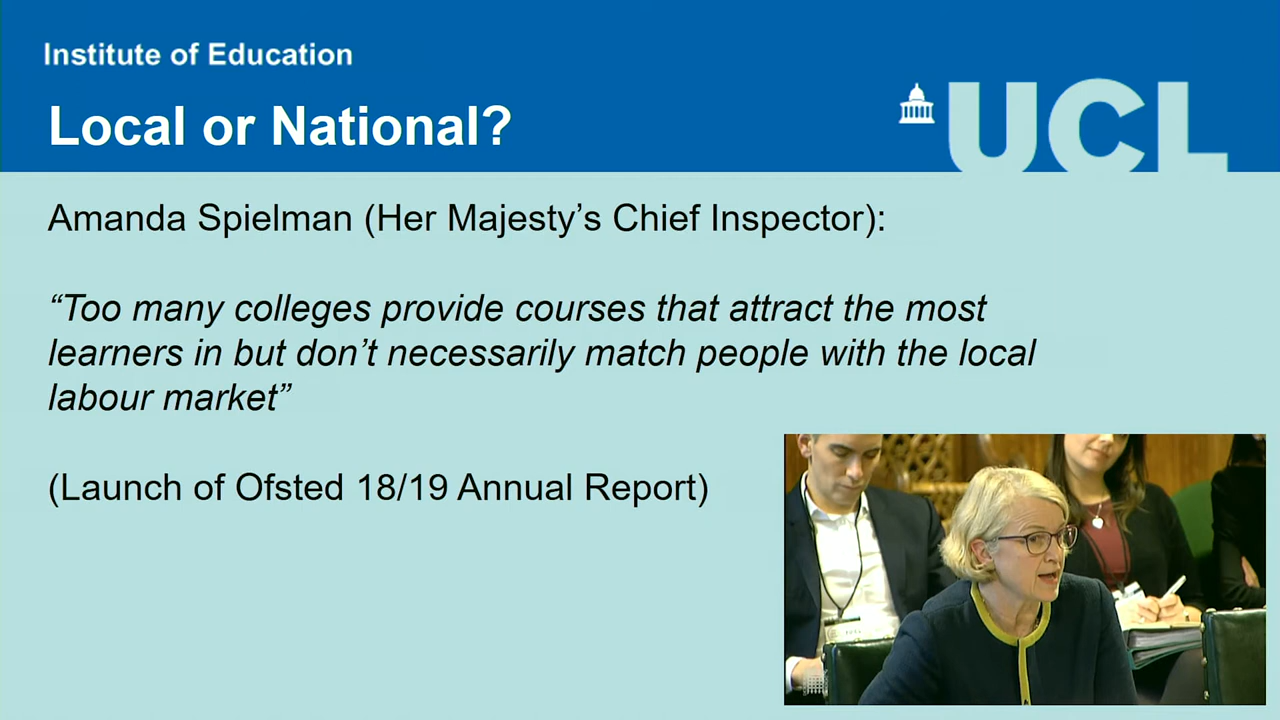 Institute of Education
Local or National?
UCL
Amanda Spielman (Her Majesty’s Chief Inspector):
“Too many colleges provide courses that attract the most
learners in but don’t necessarily match people with the local
labour market”
(Launch of Ofsted 18/19 Annual Report)